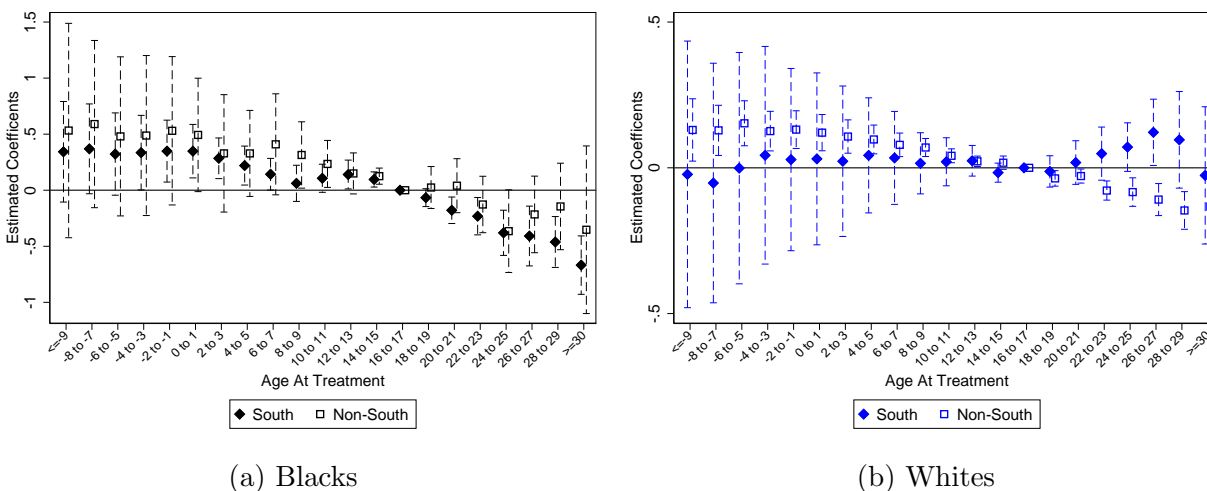 Estimated Coefficents
1.5
1
.5
0
-.5
-1
<=-9
-8 to -7
-6 to -5
-4 to -3
-2 to -1
0 to 1
2 to 3
4 to 5
6 to 7
8 to 9
10 to 11
12 to 13
14 to 15
16 to 17
18 to 19
20 to 21
22 to 23
24 to 25
26 to 27
28 to 29
>=30
Age At Treatment
South Non-South
(a) Blacks
Estimated Coefficents
.5
0
-.5
<=-9
-8 to -7
-6 to -5
-4 to -3
-2 to -1
0 to 1
2 to 3
4 to 5
6 to 7
8 to 9
10 to 11
12 to 13
14 to 15
16 to 17
18 to 19
20 to 21
22 to 23
24 to 25
26 to 27
28 to 29
>=30
Age At Treatment
South Non-South
(b) Whites